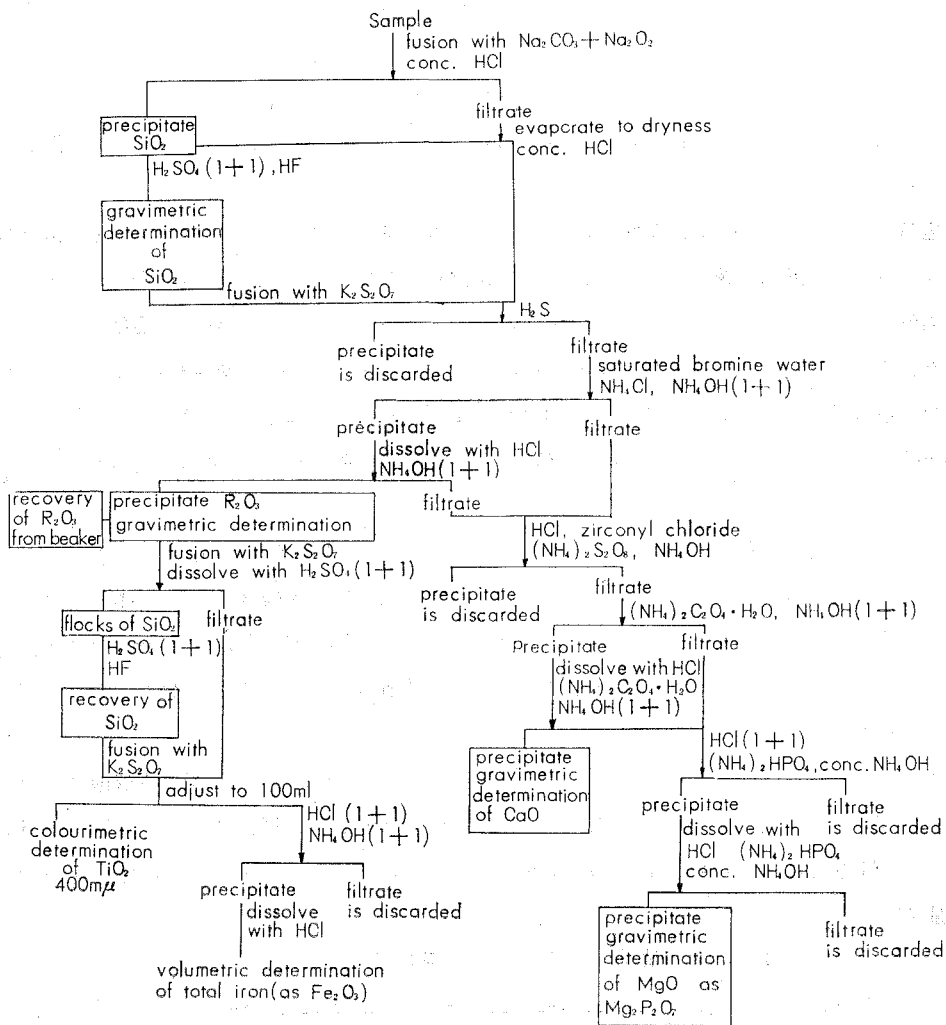 Sample
fusion with Na₂CO₃+Na₂O₂
conc. HCl
precipitate
SiO₂
filtrate
evaporate to dryness
conc. HCl
H₂SO₄(1+1),HF
gravimetric
determination
of
SiO₂
fusion with K₂S₂O₇
H₂S
precipitate
is discarded
filtrate
saturated bromine water
NH₄Cl, NH₄OH(1+1)
précipitate
dissolve with HCl
NH₄OH(1+1)
filtrate
recovery
of R₂O₃
from beaker
precipitate R₂O₃
gravimetric determination
filtrate
fusion with K₂S₂O₇
dissolve with H₂SO₄(1+1)
HCl, zirconyl chloride
(NH₄)₂S₂O₈, NH₄OH
precipitate
is discarded
filtrate
(NH₄)₂C₂O₄·H₂O, NH₄OH(1+1)
flocks of SiO₂
filtrate
H₂SO₄(1+1)
HF
recovery of
SiO₂
fusion with
K₂S₂O₇
Precipitate
dissolve with HCl
(NH₄)₂C₂O₄·H₂O
NH₄OH(1+1)
filtrate
precipitate
gravimetric
determination
of CaO
HCl(1+1)
(NH₄)₂HPO₄,conc.NH₄OH
adjust to 100ml
colourimetric
determination
of TiO₂
400mμ
HCl (1+1)
NH₄OH(1+1)
precipitate
dissolve
with HCl
filtrate
is discarded
volumetric determination
of total iron(as Fe₂O₃)
precipitate
dissolve with
HCl (NH₄)₂HPO₄
conc. NH₄OH
filtrate
is discarded
precipitate
gravimetric
determination
of MgO as
Mg₂P₂O₇
filtrate
is discarded